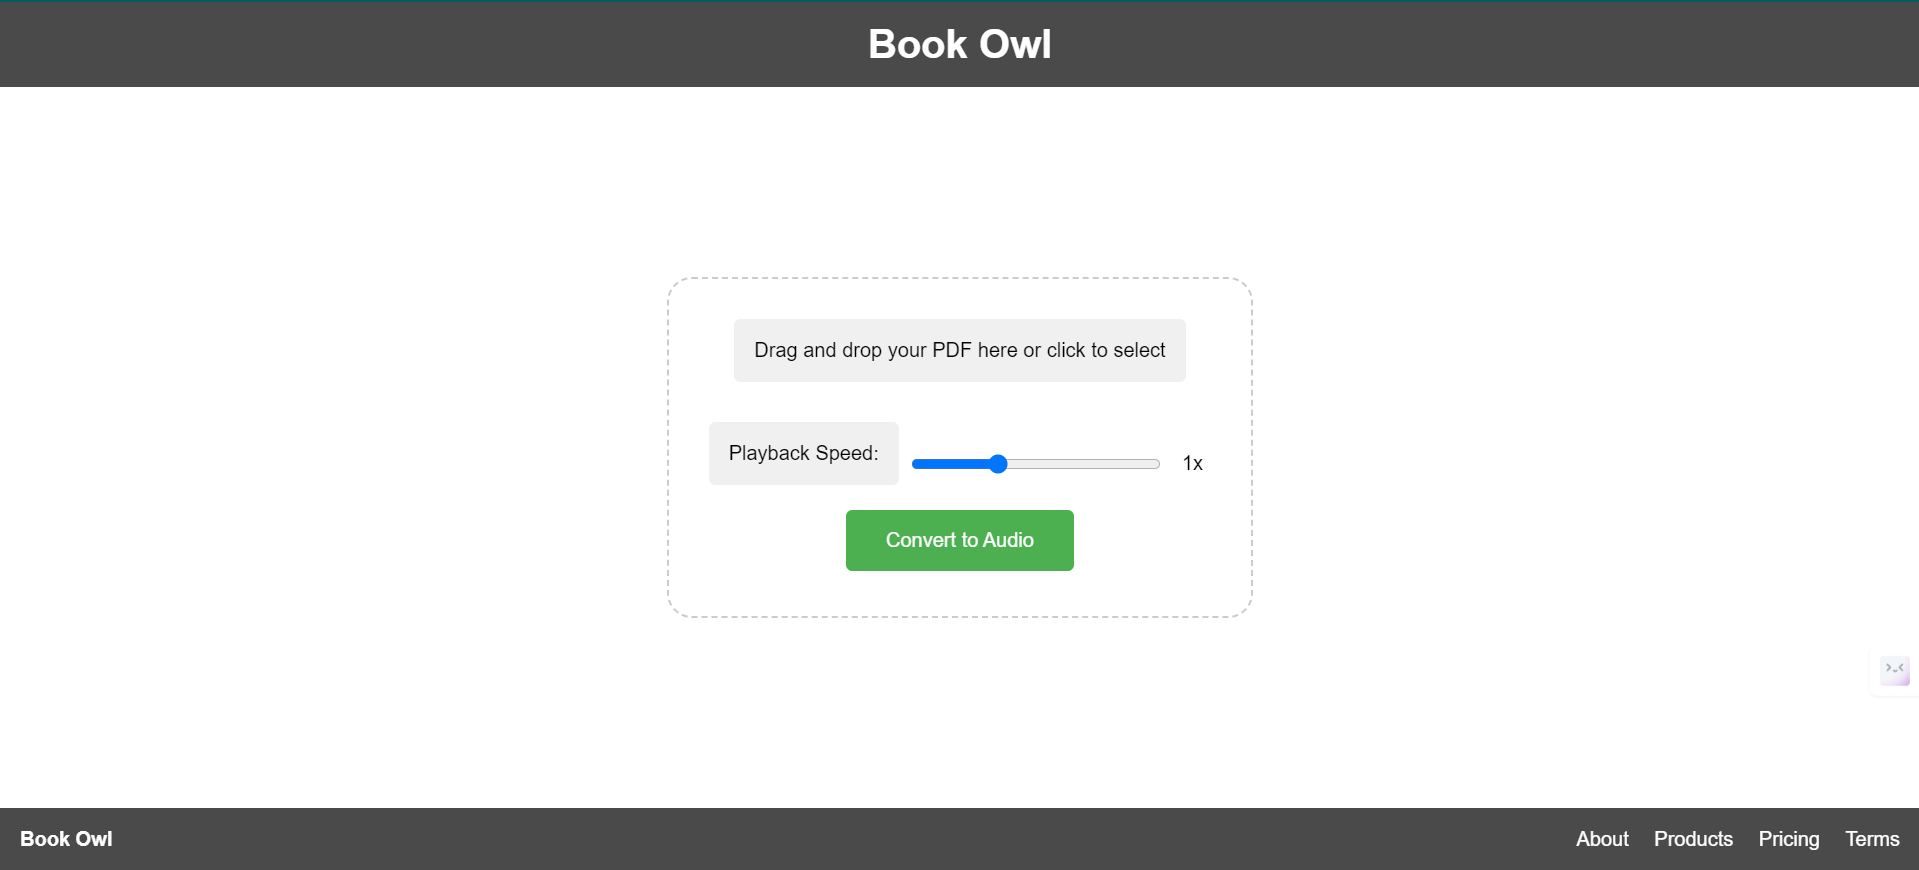 Book Owl
Drag and drop your PDF here or click to select
Playback Speed: 1x
Convert to Audio
Book Owl About Products Pricing Terms